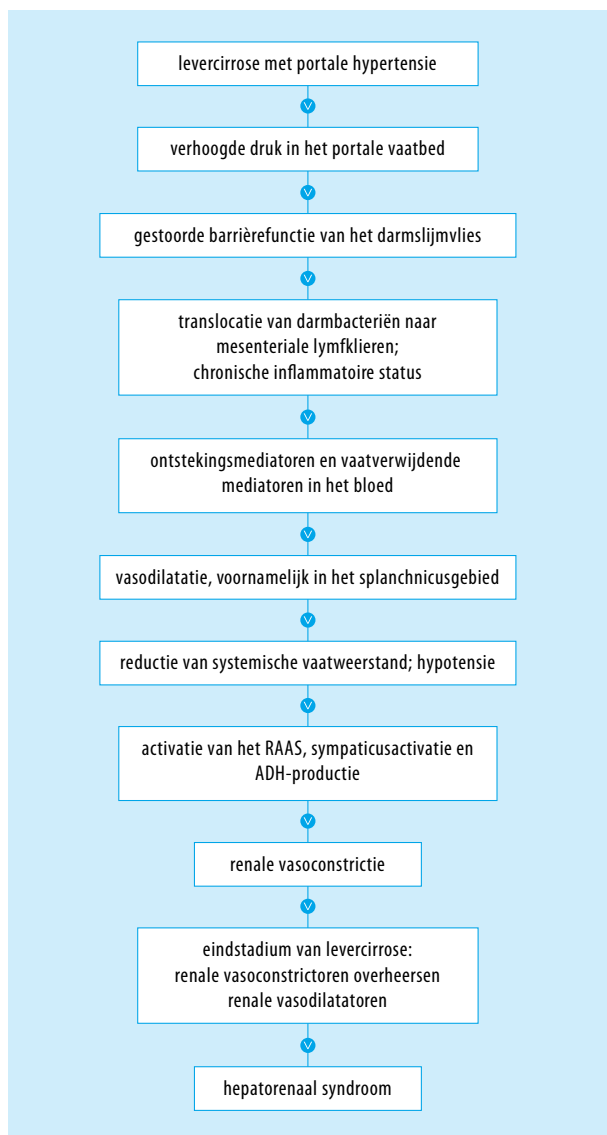 levercirrose met portale hypertensie
verhoogde druk in het portale vaatbed
gestoorde barrièrefunctie van het darmslijmvlies
translocatie van darmbacteriën naar
mesenteriale lymfklieren;
chronische inflammatoire status
ontstekingsmediatoren en vaatverwijdende
mediatoren in het bloed
vasodilatatie, voornamelijk in het splanchnicusgebied
reductie van systemische vaatweerstand; hypotensie
activatie van het RAAS, sympaticusactivatie en
ADH-productie
renale vasoconstrictie
eindstadium van levercirrose:
renale vasoconstrictoren overheersen
renale vasodilatatoren
hepatorenaal syndroom